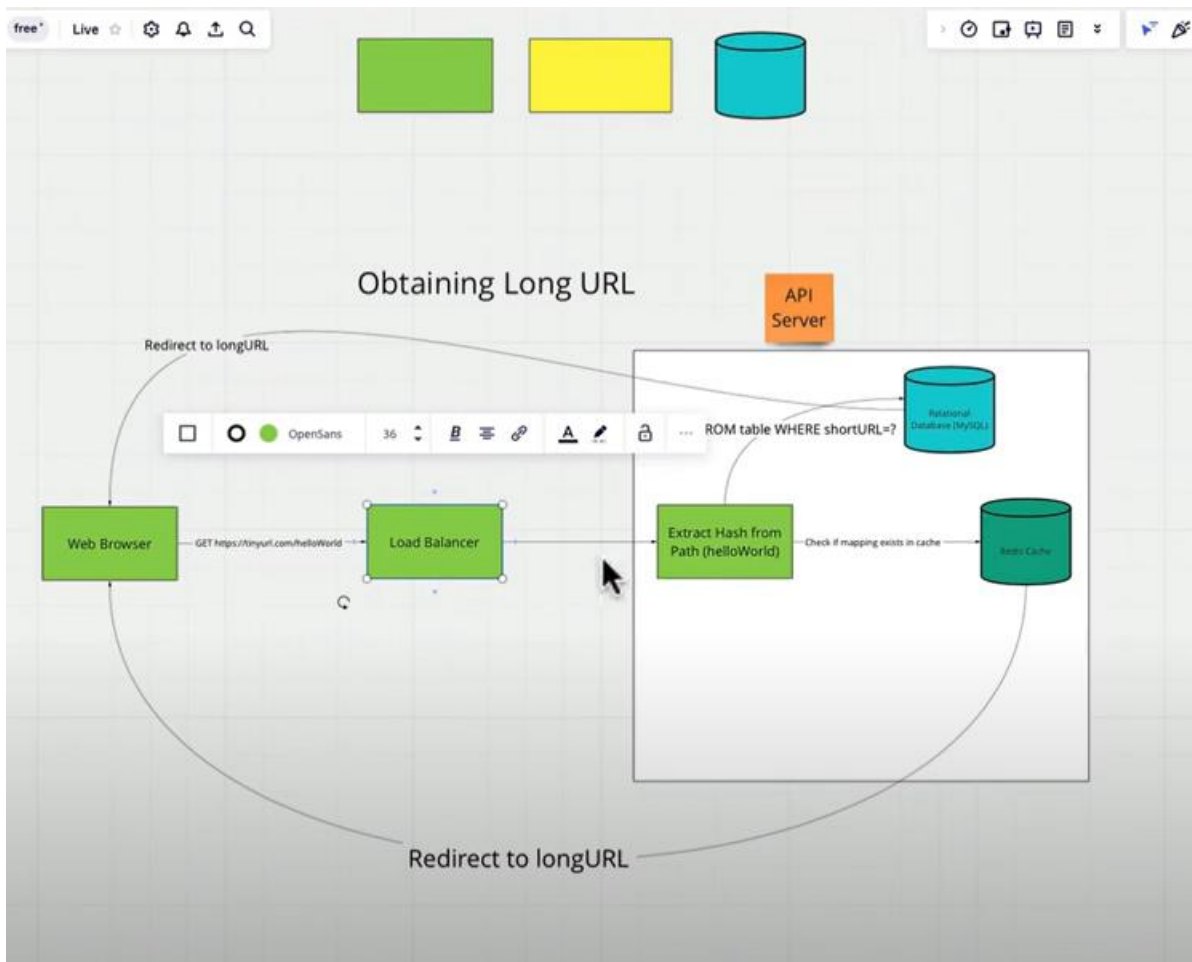 free
Live
Obtaining Long URL
API
Server
Redirect to longURL
OpenSans
36
B
A
ROM table WHERE shortURL=?
Relational
Database (MySQL)
Web Browser
GET https://tinyurl.com/helloWorld
Load Balancer
Extract Hash from
Path (helloWorld)
Check if mapping exists in cache
Redis Cache
Redirect to longURL